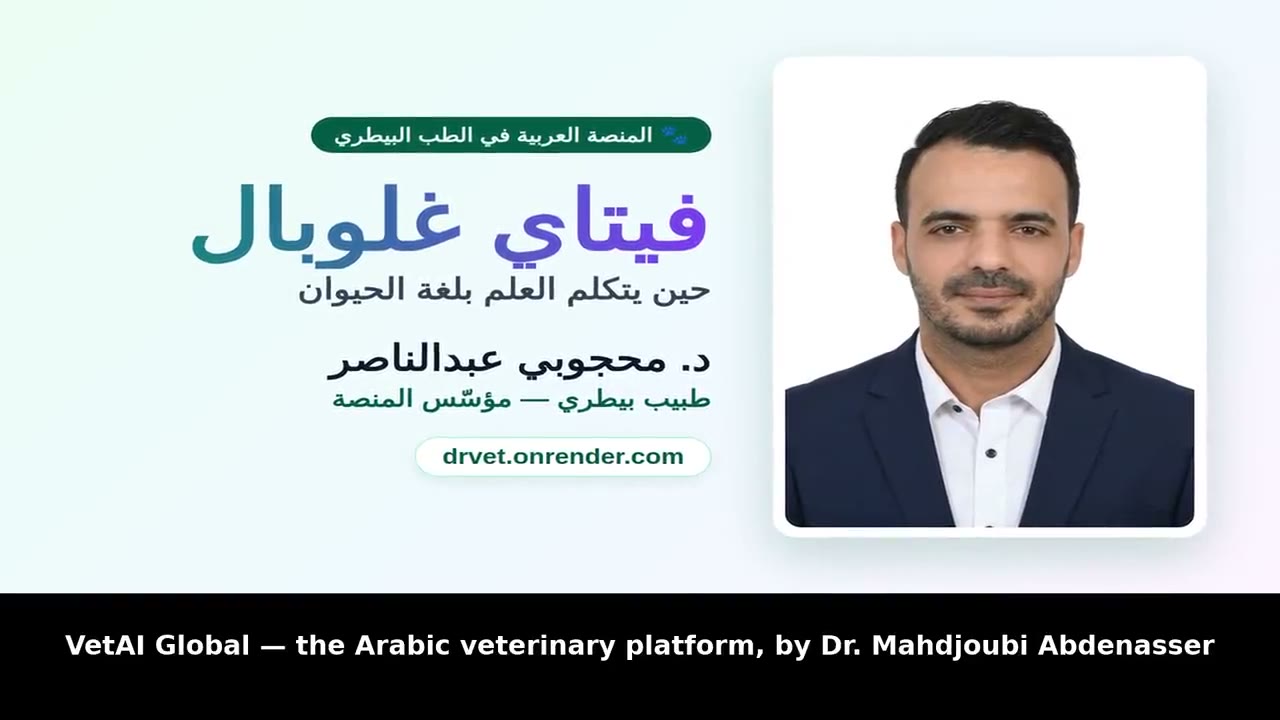 🐾 المنصة العربية في الطب البيطري
فيتاي غلوبال
حين يتكلم العلم بلغة الحيوان
د. محجوبي عبدالناصر
طبيب بيطري — مؤسّس المنصة
drvet.onrender.com
VetAI Global — the Arabic veterinary platform, by Dr. Mahdjoubi Abdenasser